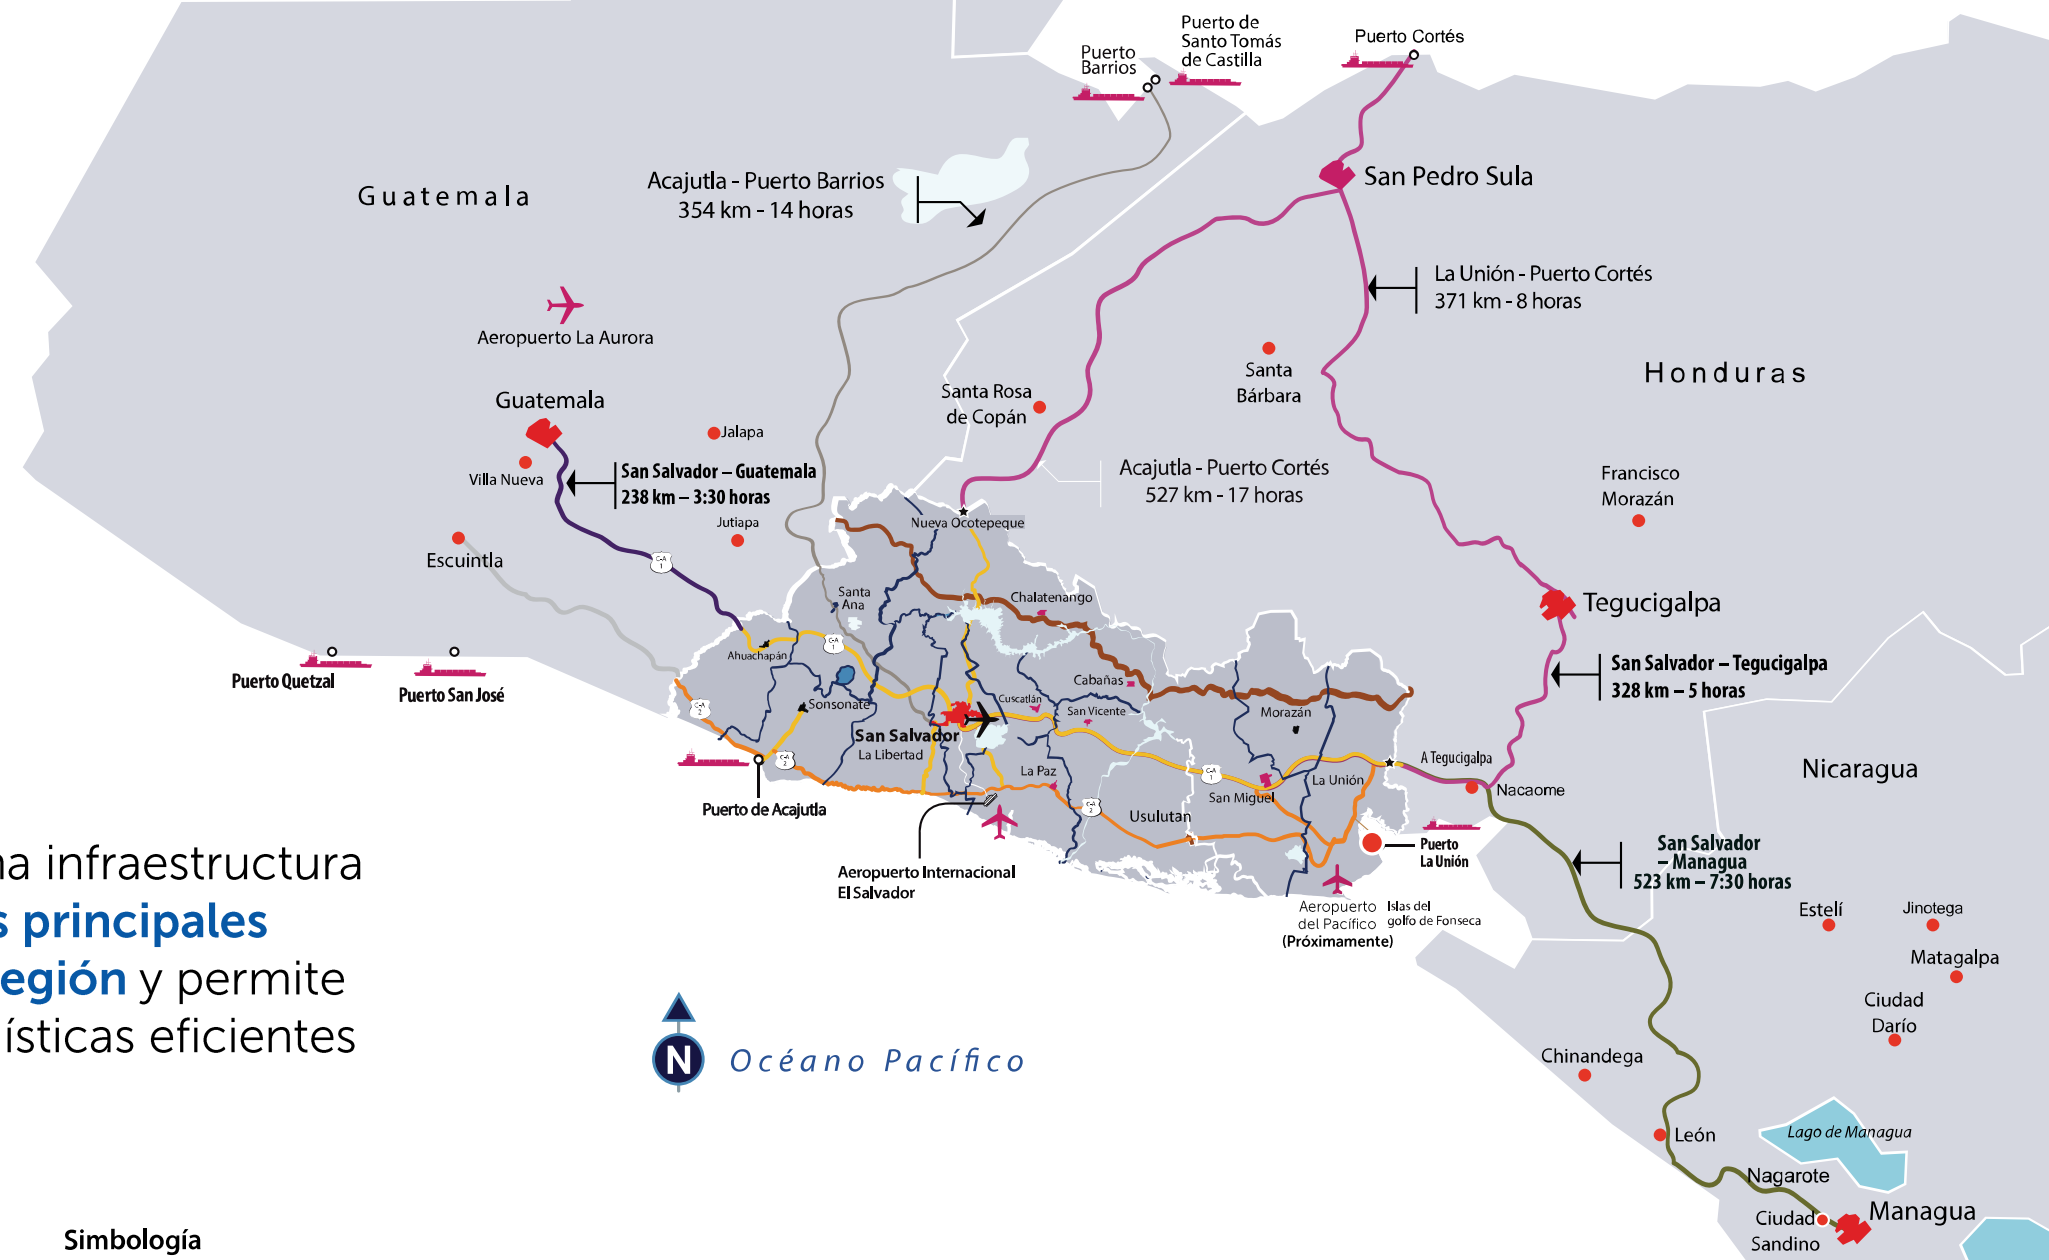 Puerto de
Santo Tomás
de Castilla
Puerto
Barrios
Puerto Cortés
Guatemala
Acajutla - Puerto Barrios
354 km - 14 horas
San Pedro Sula
La Unión - Puerto Cortés
371 km - 8 horas
Aeropuerto La Aurora
Honduras
Santa
Bárbara
Santa Rosa
de Copán
Guatemala
Jalapa
Villa Nueva
San Salvador – Guatemala
238 km – 3:30 horas
Acajutla - Puerto Cortés
527 km - 17 horas
Francisco
Morazán
Jutiapa
Nueva Ocotepeque
Escuintla
C-A
1
Santa
Ana
Chalatenango
Tegucigalpa
C-A
1
Ahuachapán
Puerto Quetzal
Puerto San José
Cabañas
San Salvador – Tegucigalpa
328 km – 5 horas
C-A
2
Sonsonate
Cuscatlán
San Vicente
Morazán
San Salvador
La Libertad
C-A
2
La Paz
C-A
1
San Miguel
La Unión
A Tegucigalpa
Nicaragua
Nacaome
Puerto de Acajutla
C-A
2
Usulutan
Puerto
La Unión
San Salvador
– Managua
523 km – 7:30 horas
Aeropuerto Internacional
El Salvador
Aeropuerto
del Pacífico
(Próximamente)
Islas del
golfo de Fonseca
na infraestructura
s principales
egión y permite
ísticas eficientes
Estelí
Jinotega
Matagalpa
Ciudad
Darío
N
Océano Pacífico
Chinandega
León
Lago de Managua
Nagarote
Managua
Ciudad
Sandino
Simbología